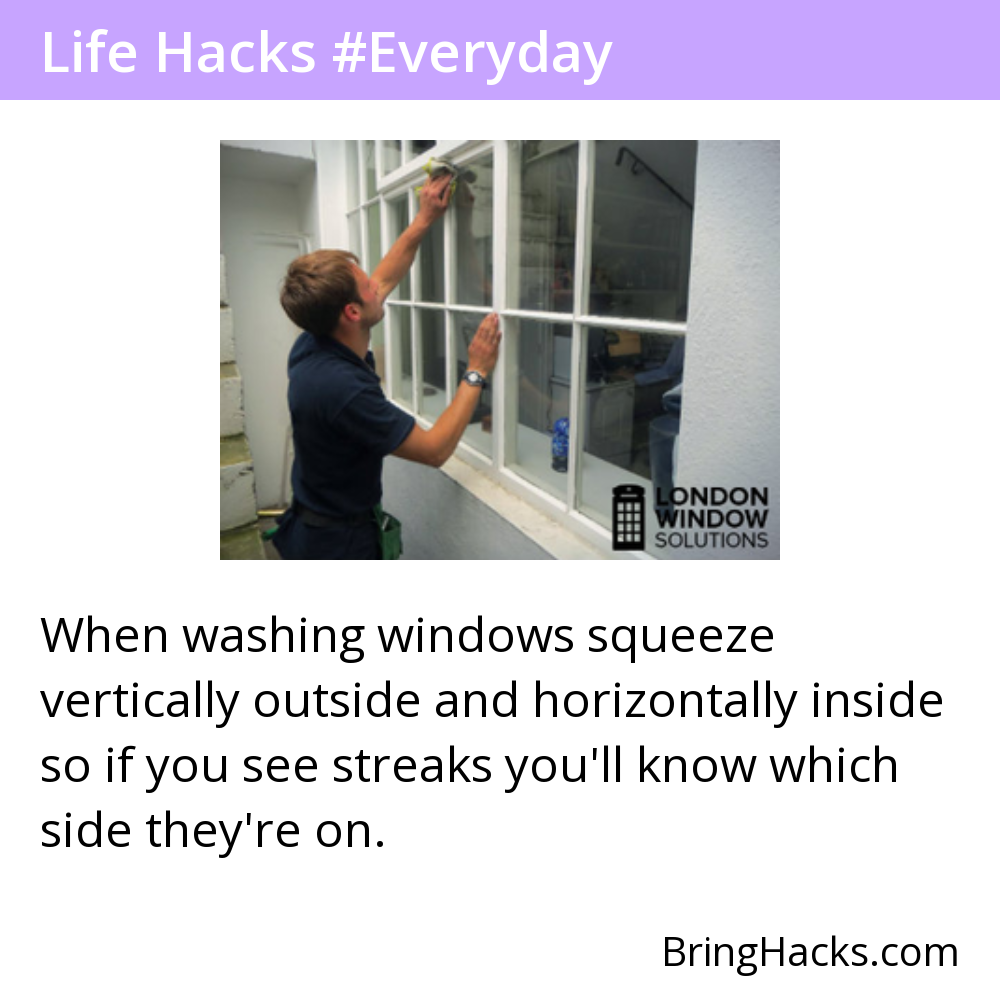 Life Hacks #Everyday
LONDON
WINDOW
SOLUTIONS
When washing windows squeeze
vertically outside and horizontally inside
so if you see streaks you'll know which
side they're on.
BringHacks.com